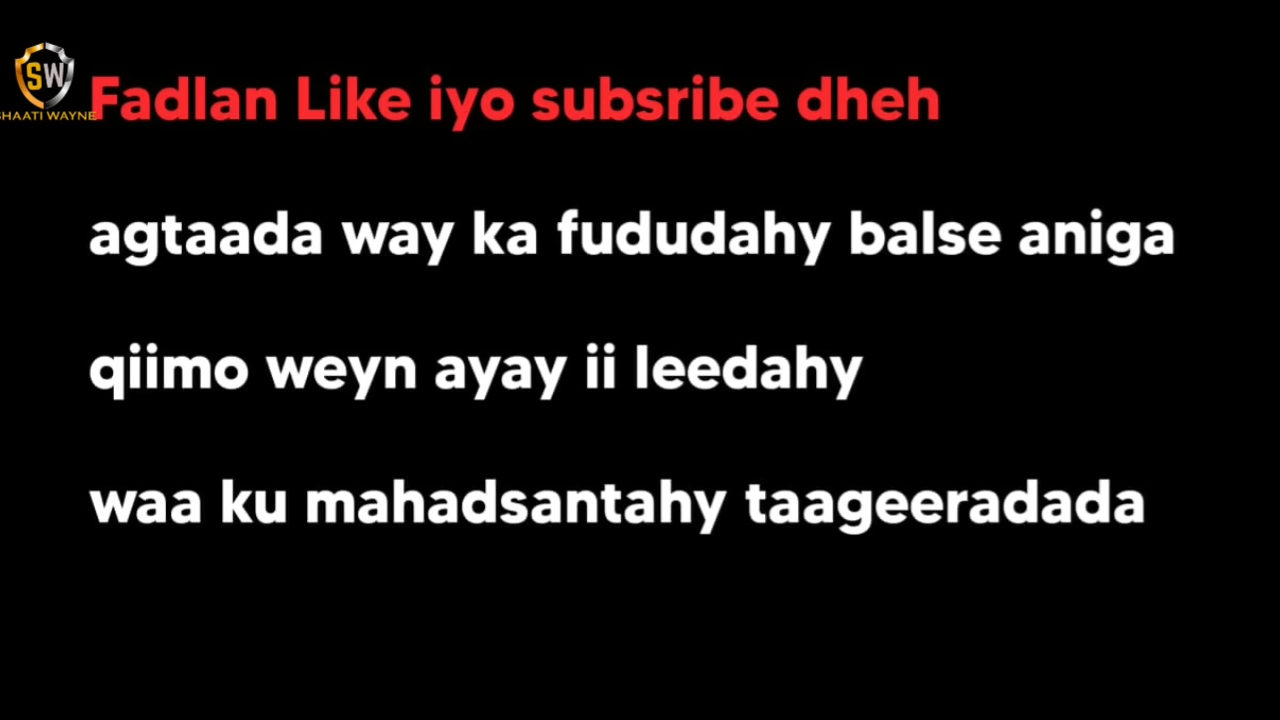 SW
Fadlan Like iyo subsribe dheh
HAATI WAYNE
agtaada way ka fududahy balse aniga
qiimo weyn ayay ii leedahy
waa ku mahadsantahy taageeradada